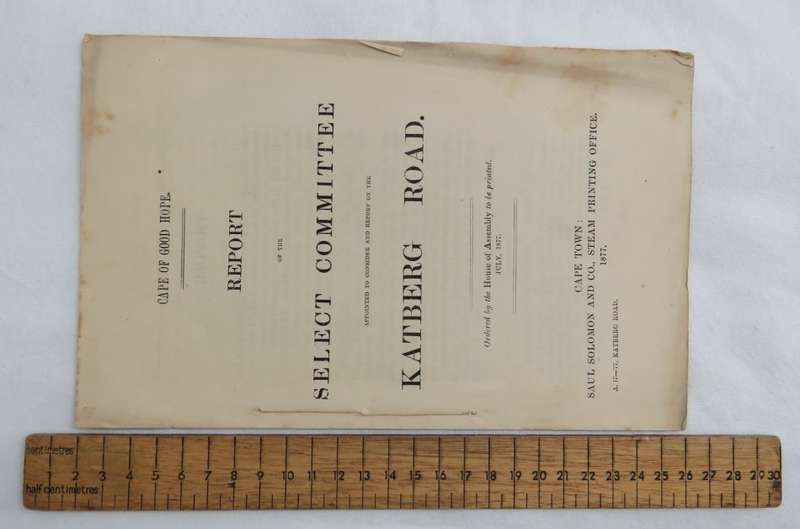 CAPE OF GOOD HOPE.
REPORT
OF THE
SELECT COMMITTEE
APPOINTED TO CONSIDER AND REPORT ON THE
KATBERG ROAD.
Ordered by the House of Assembly to be printed.
JULY, 1877.
CAPE TOWN:
SAUL SOLOMON AND CO., STEAM PRINTING OFFICE.
1877.
KATBERG ROAD.
centimetres
1 2 3 4 5 6 7 8 9 10 11 12 13 14 15 16 17 18 19 20 21 22 23 24 25 26 27 28 29 30
half centimetres